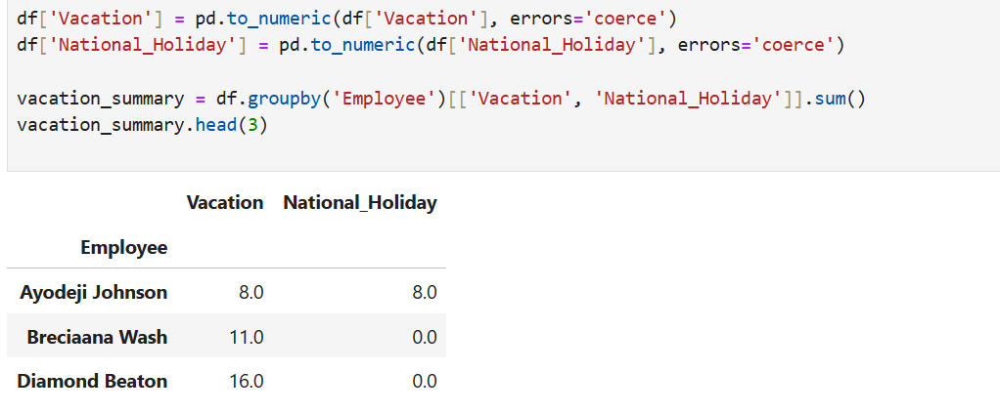 df['Vacation'] = pd.to_numeric(df['Vacation'], errors='coerce')
df['National_Holiday'] = pd.to_numeric(df['National_Holiday'], errors='coerce')
vacation_summary = df.groupby('Employee')[['Vacation', 'National_Holiday']].sum()
vacation_summary.head(3)
Vacation National_Holiday
Employee
Ayodeji Johnson 8.0 8.0
Breciaana Wash 11.0 0.0
Diamond Beaton 16.0 0.0